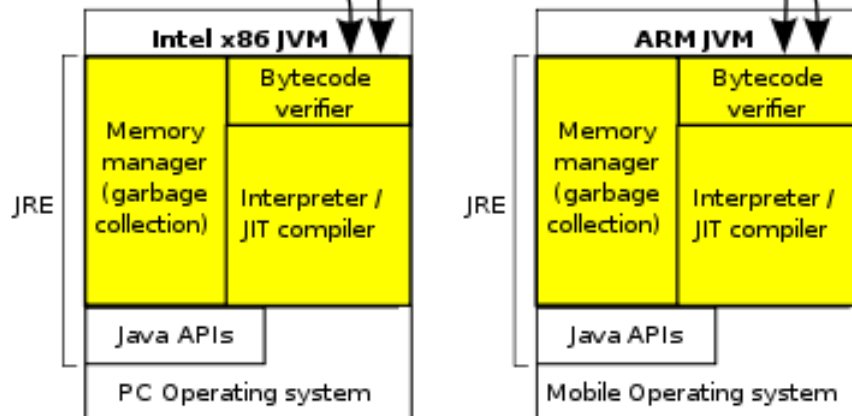 Intel x86 JVM
JRE
Memory
manager
(garbage
collection)
Bytecode
verifier
Interpreter /
JIT compiler
Java APIs
PC Operating system
ARM JVM
JRE
Memory
manager
(garbage
collection)
Bytecode
verifier
Interpreter /
JIT compiler
Java APIs
Mobile Operating system